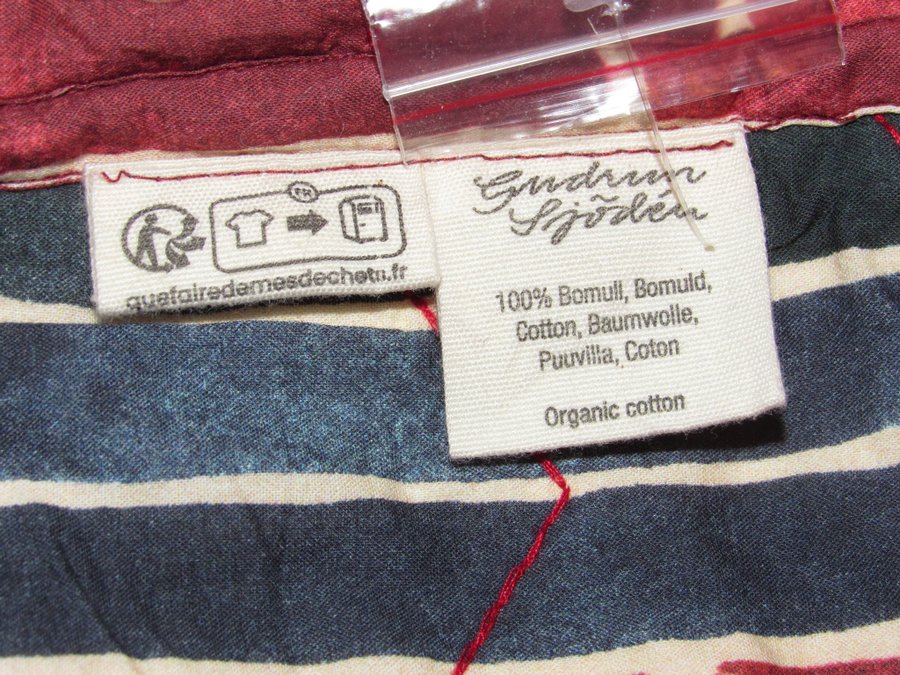 FR
quefairedemesdechets.fr
Gudrun
Sjödén
100% Bomull, Bomuld,
Cotton, Baumwolle,
Puuvilla, Coton
Organic cotton